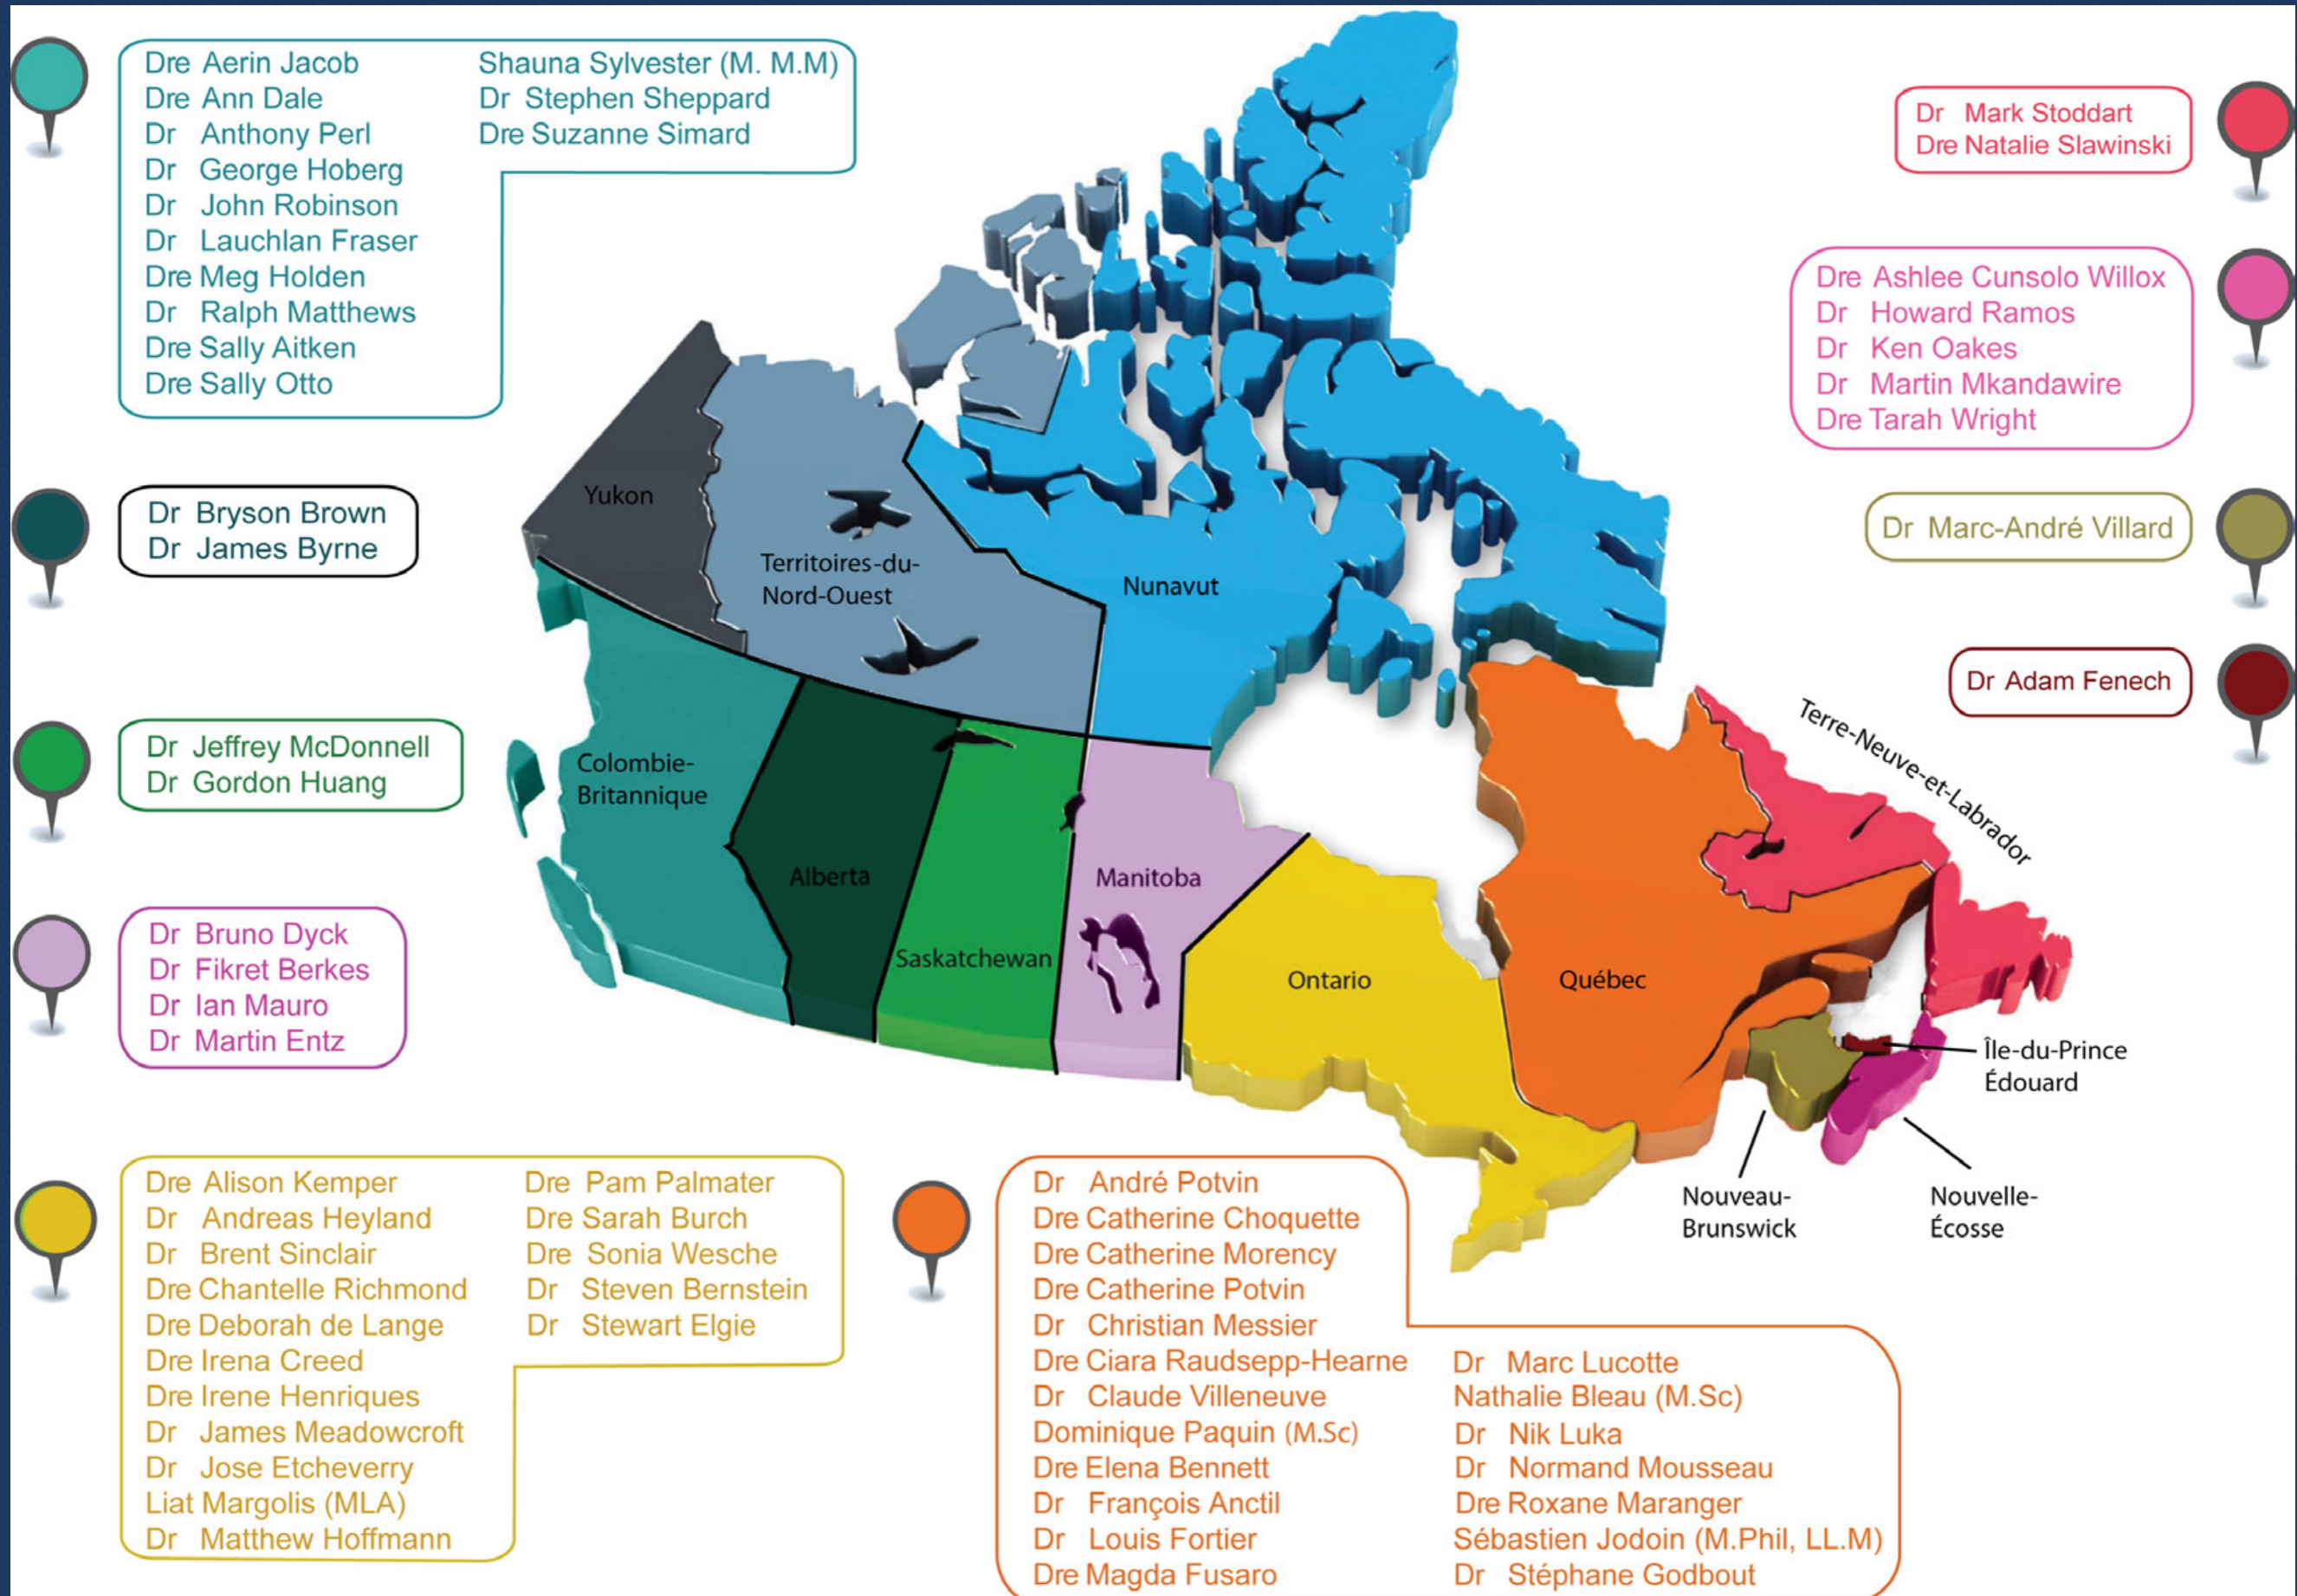 Dre Aerin Jacob
Dre Ann Dale
Dr Anthony Perl
Dr George Hoberg
Dr John Robinson
Dr Lauchlan Fraser
Dre Meg Holden
Dr Ralph Matthews
Dre Sally Aitken
Dre Sally Otto
Shauna Sylvester (M. M.M)
Dr Stephen Sheppard
Dre Suzanne Simard
Dr Bryson Brown
Dr James Byrne
Dr Jeffrey McDonnell
Dr Gordon Huang
Dr Bruno Dyck
Dr Fikret Berkes
Dr Ian Mauro
Dr Martin Entz
Dr Mark Stoddart
Dre Natalie Slawinski
Dre Ashlee Cunsolo Willox
Dr Howard Ramos
Dr Ken Oakes
Dr Martin Mkandawire
Dre Tarah Wright
Dr Marc-André Villard
Dr Adam Fenech
Yukon
Territoires-du-
Nord-Ouest
Nunavut
Colombie-
Britannique
Alberta
Saskatchewan
Manitoba
Ontario
Québec
Terre-Neuve-et-Labrador
Île-du-Prince
Édouard
Nouveau-
Brunswick
Nouvelle-
Écosse
Dre Alison Kemper
Dr Andreas Heyland
Dr Brent Sinclair
Dre Chantelle Richmond
Dre Deborah de Lange
Dre Irena Creed
Dre Irene Henriques
Dr James Meadowcroft
Dr Jose Etcheverry
Liat Margolis (MLA)
Dr Matthew Hoffmann
Dre Pam Palmater
Dre Sarah Burch
Dre Sonia Wesche
Dr Steven Bernstein
Dr Stewart Elgie
Dr André Potvin
Dre Catherine Choquette
Dre Catherine Morency
Dre Catherine Potvin
Dr Christian Messier
Dre Ciara Raudsepp-Hearne
Dr Claude Villeneuve
Dominique Paquin (M.Sc)
Dre Elena Bennett
Dr François Anctil
Dr Louis Fortier
Dre Magda Fusaro
Dr Marc Lucotte
Nathalie Bleau (M.Sc)
Dr Nik Luka
Dr Normand Mousseau
Dre Roxane Maranger
Sébastien Jodoin (M.Phil, LL.M)
Dr Stéphane Godbout